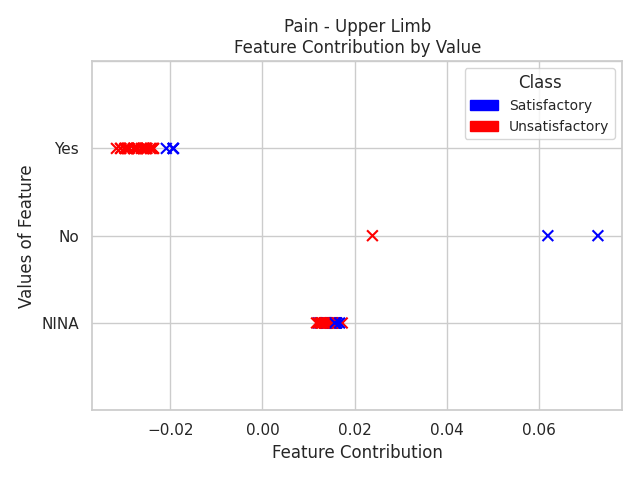 Pain - Upper Limb
Feature Contribution by Value
Class
Satisfactory
Unsatisfactory
Yes
No
NINA
Values of Feature
−0.02 0.00 0.02 0.04 0.06
Feature Contribution